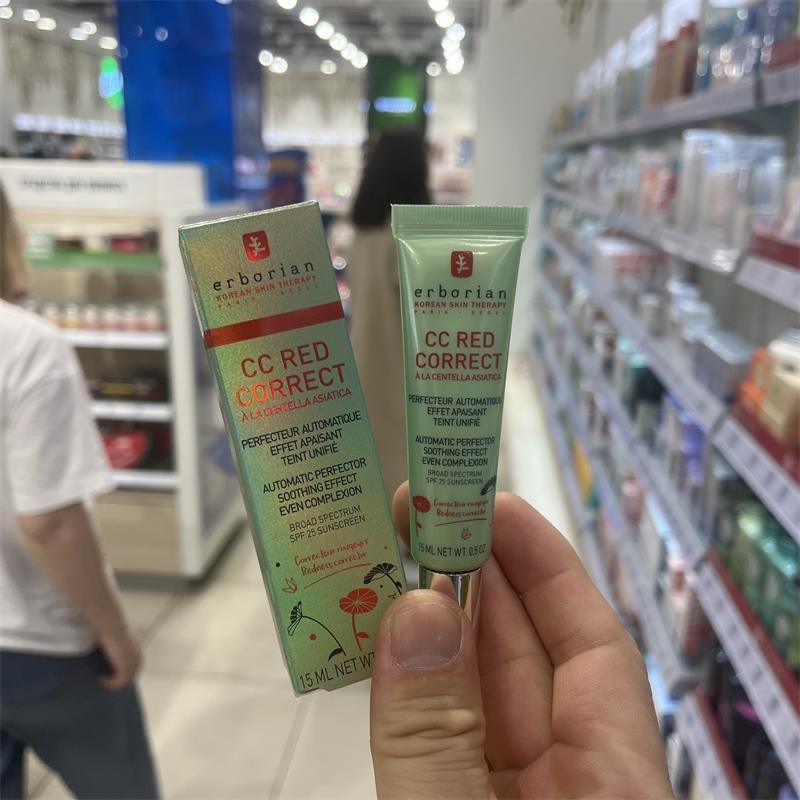 erborian
KOREAN SKIN THERAPY
PARIS - SEOUL
CC RED
CORRECT
À LA CENTELLA ASIATICA
PERFECTEUR AUTOMATIQUE
EFFET APAISANT
TEINT UNIFIÉ
AUTOMATIC PERFECTOR
SOOTHING EFFECT
EVEN COMPLEXION
BROAD SPECTRUM
SPF 25 SUNSCREEN
Correcteur rougeurs
Redness corrector
15 ML NET WT.
erborian
KOREAN SKIN THERAPY
PARIS - SEOUL
CC RED
CORRECT
À LA CENTELLA ASIATICA
PERFECTEUR AUTOMATIQUE
EFFET APAISANT
TEINT UNIFIÉ
AUTOMATIC PERFECTOR
SOOTHING EFFECT
EVEN COMPLEXION
BROAD SPECTRUM
SPF 25 SUNSCREEN
Correcteur rougeurs
Redness corrector
15 ML NET WT. 0.5 OZ